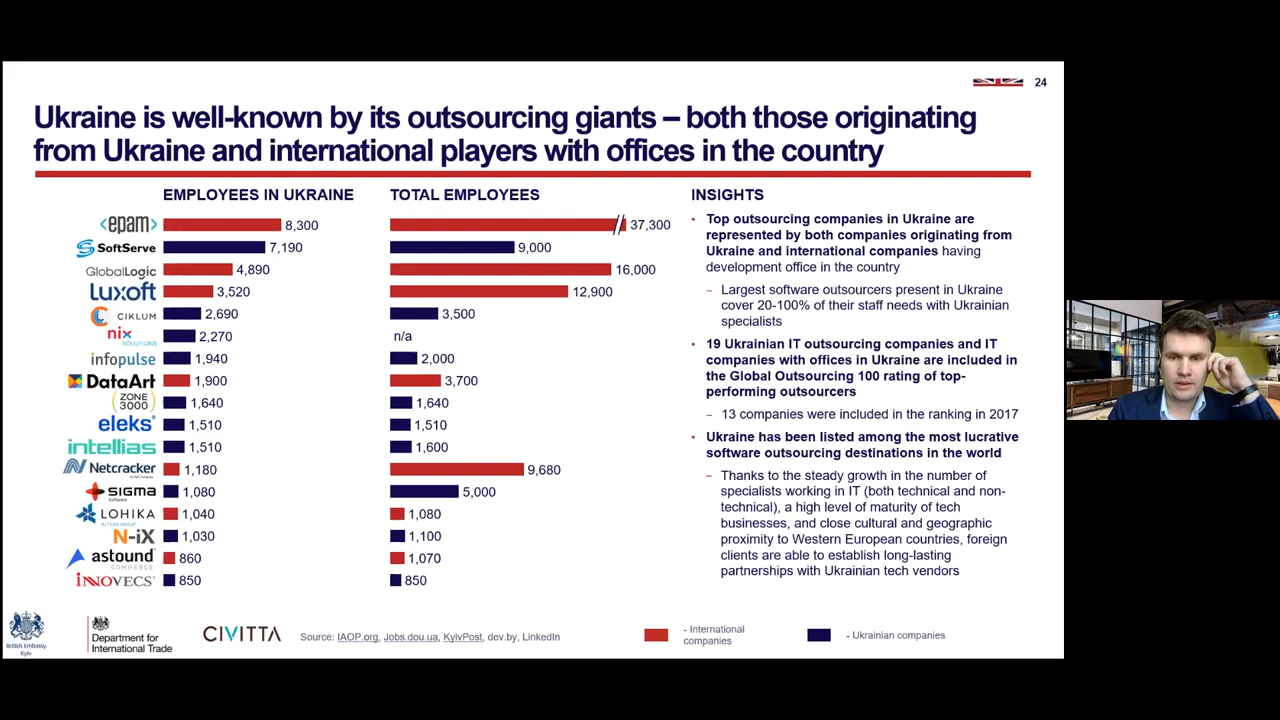 24
Ukraine is well-known by its outsourcing giants – both those originating
from Ukraine and international players with offices in the country
EMPLOYEES IN UKRAINE
TOTAL EMPLOYEES
INSIGHTS
<epam> 8,300 37,300
SoftServe 7,190 9,000
GlobalLogic 4,890 16,000
LUXoft 3,520 12,900
CIKLUM 2,690 3,500
nix SOLUTIONS 2,270 n/a
infopulse 1,940 2,000
DataArt 1,900 3,700
ZONE 3000 1,640 1,640
eleks 1,510 1,510
intellias 1,510 1,600
Netcracker 1,180 9,680
SIGMA Software 1,080 5,000
LOHIKA ALTRAN GROUP 1,040 1,080
N-iX 1,030 1,100
astound COMMERCE 860 1,070
INNOVECS 850 850
• Top outsourcing companies in Ukraine are
represented by both companies originating from
Ukraine and international companies having
development office in the country
– Largest software outsourcers present in Ukraine
cover 20-100% of their staff needs with Ukrainian
specialists
• 19 Ukrainian IT outsourcing companies and IT
companies with offices in Ukraine are included in
the Global Outsourcing 100 rating of top-
performing outsourcers
– 13 companies were included in the ranking in 2017
• Ukraine has been listed among the most lucrative
software outsourcing destinations in the world
– Thanks to the steady growth in the number of
specialists working in IT (both technical and non-
technical), a high level of maturity of tech
businesses, and close cultural and geographic
proximity to Western European countries, foreign
clients are able to establish long-lasting
partnerships with Ukrainian tech vendors
British Embassy
Kyiv
Department for
International Trade
CIVITTA
Source: IAOP.org, Jobs.dou.ua, KyivPost, dev.by, LinkedIn
- International
companies
- Ukrainian companies